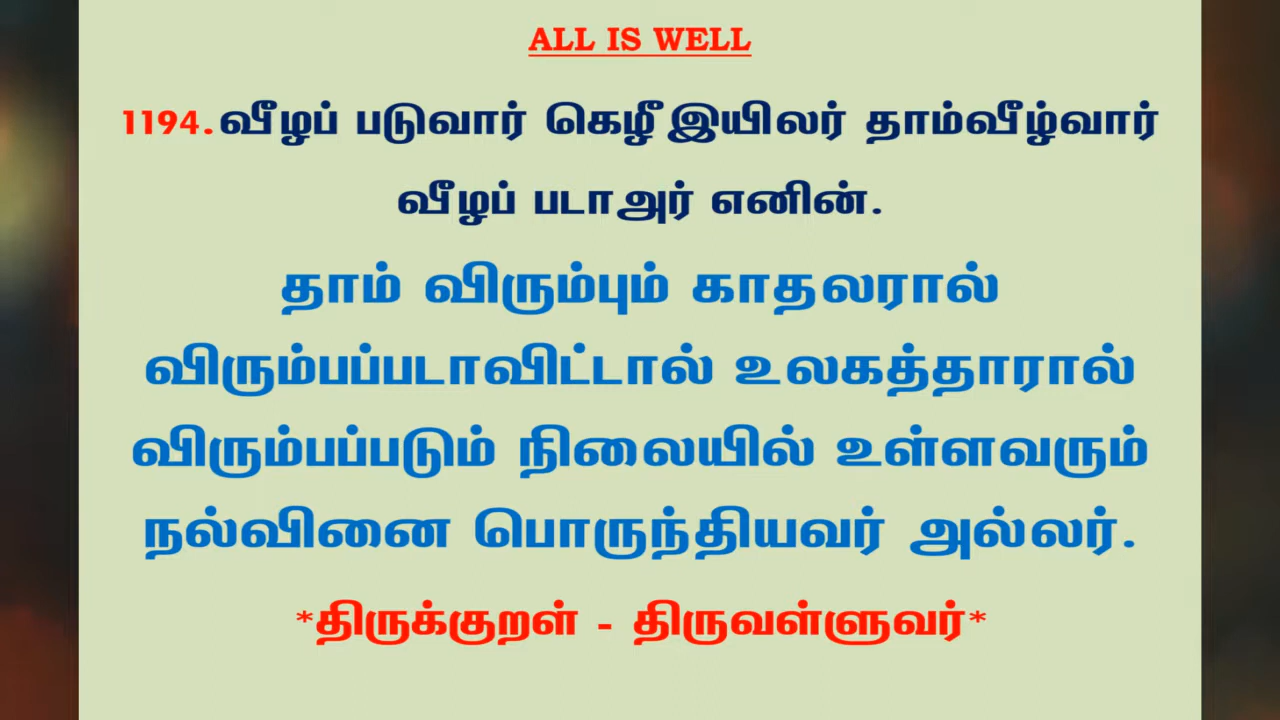 ALL IS WELL
1194.வீழப் படுவார் கெழீஇயிலர் தாம்வீழ்வார்
வீழப் படாஅர் எனின்.
தாம் விரும்பும் காதலரால்
விரும்பப்படாவிட்டால் உலகத்தாரால்
விரும்பப்படும் நிலையில் உள்ளவரும்
நல்வினை பொருந்தியவர் அல்லர்.
*திருக்குறள் - திருவள்ளுவர்*